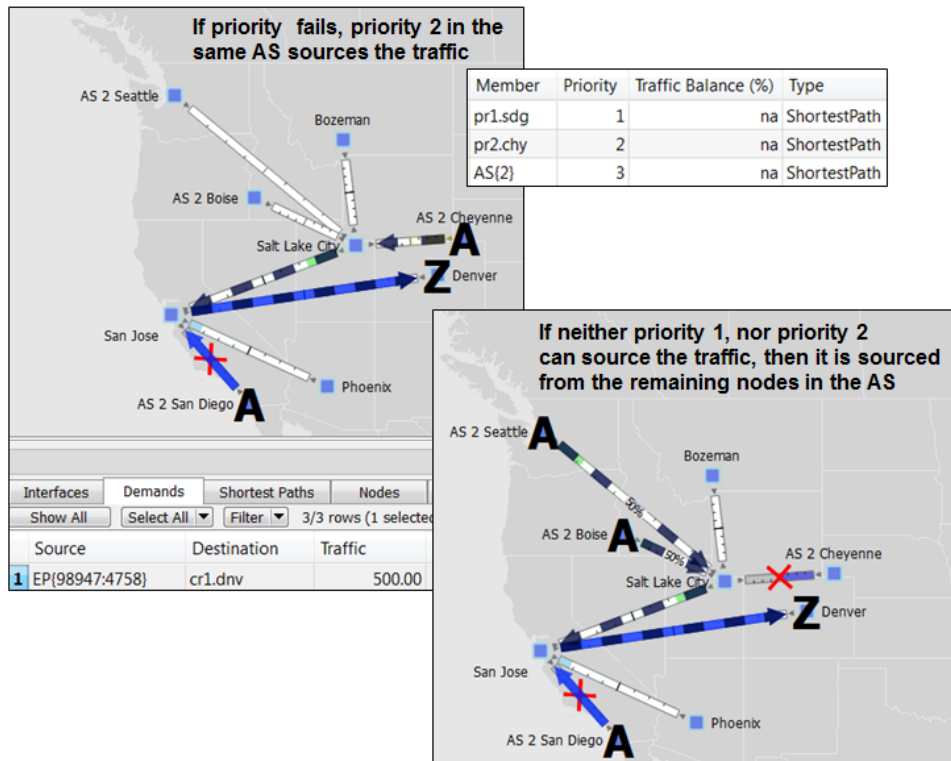 If priority fails, priority 2 in the
same AS sources the traffic
AS 2 Seattle
Bozeman
AS 2 Boise
AS 2 Cheyenne
A
Salt Lake City
Z
Denver
San Jose
Phoenix
AS 2 San Diego
A
Member Priority Traffic Balance (%) Type
pr1.sdg 1 na ShortestPath
pr2.chy 2 na ShortestPath
AS{2} 3 na ShortestPath
Interfaces Demands Shortest Paths Nodes
Show All Select All Filter 3/3 rows (1 selected
Source Destination Traffic
1 EP{98947:4758} cr1.dnv 500.00
If neither priority 1, nor priority 2
can source the traffic, then it is sourced
from the remaining nodes in the AS
AS 2 Seattle
A
Bozeman
50%
AS 2 Boise
A
50%
AS 2 Cheyenne
Salt Lake City
Z
Denver
San Jose
Phoenix
AS 2 San Diego
A